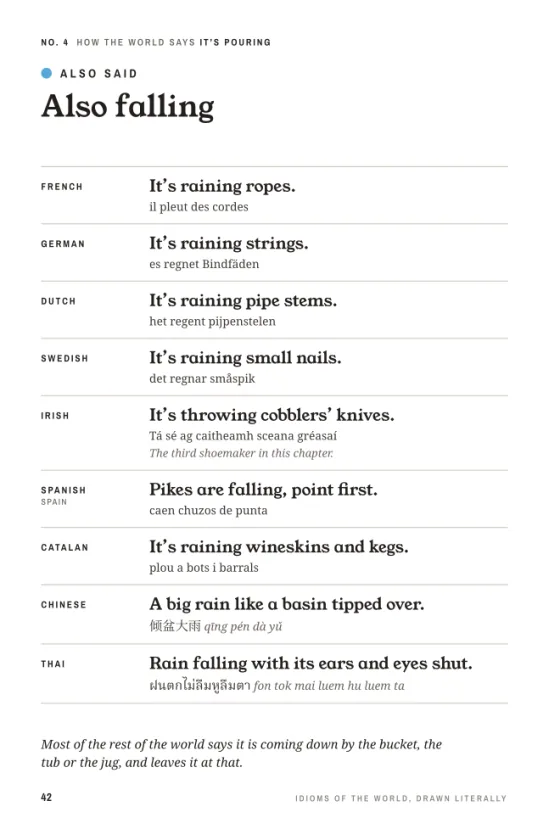 NO. 4 HOW THE WORLD SAYS IT'S POURING
ALSO SAID
Also falling
FRENCH
It's raining ropes.
il pleut des cordes
GERMAN
It's raining strings.
es regnet Bindfäden
DUTCH
It's raining pipe stems.
het regent pijpenstelen
SWEDISH
It's raining small nails.
det regnar småspik
IRISH
It's throwing cobblers' knives.
Tá sé ag caitheamh sceana gréasaí
The third shoemaker in this chapter.
SPANISH
SPAIN
Pikes are falling, point first.
caen chuzos de punta
CATALAN
It's raining wineskins and kegs.
plou a bots i barrals
CHINESE
A big rain like a basin tipped over.
倾盆大雨 qīng pén dà yǔ
THAI
Rain falling with its ears and eyes shut.
ฝนตกไม่ลืมหูลืมตา fon tok mai luem hu luem ta
Most of the rest of the world says it is coming down by the bucket, the
tub or the jug, and leaves it at that.
42
IDIOMS OF THE WORLD, DRAWN LITERALLY